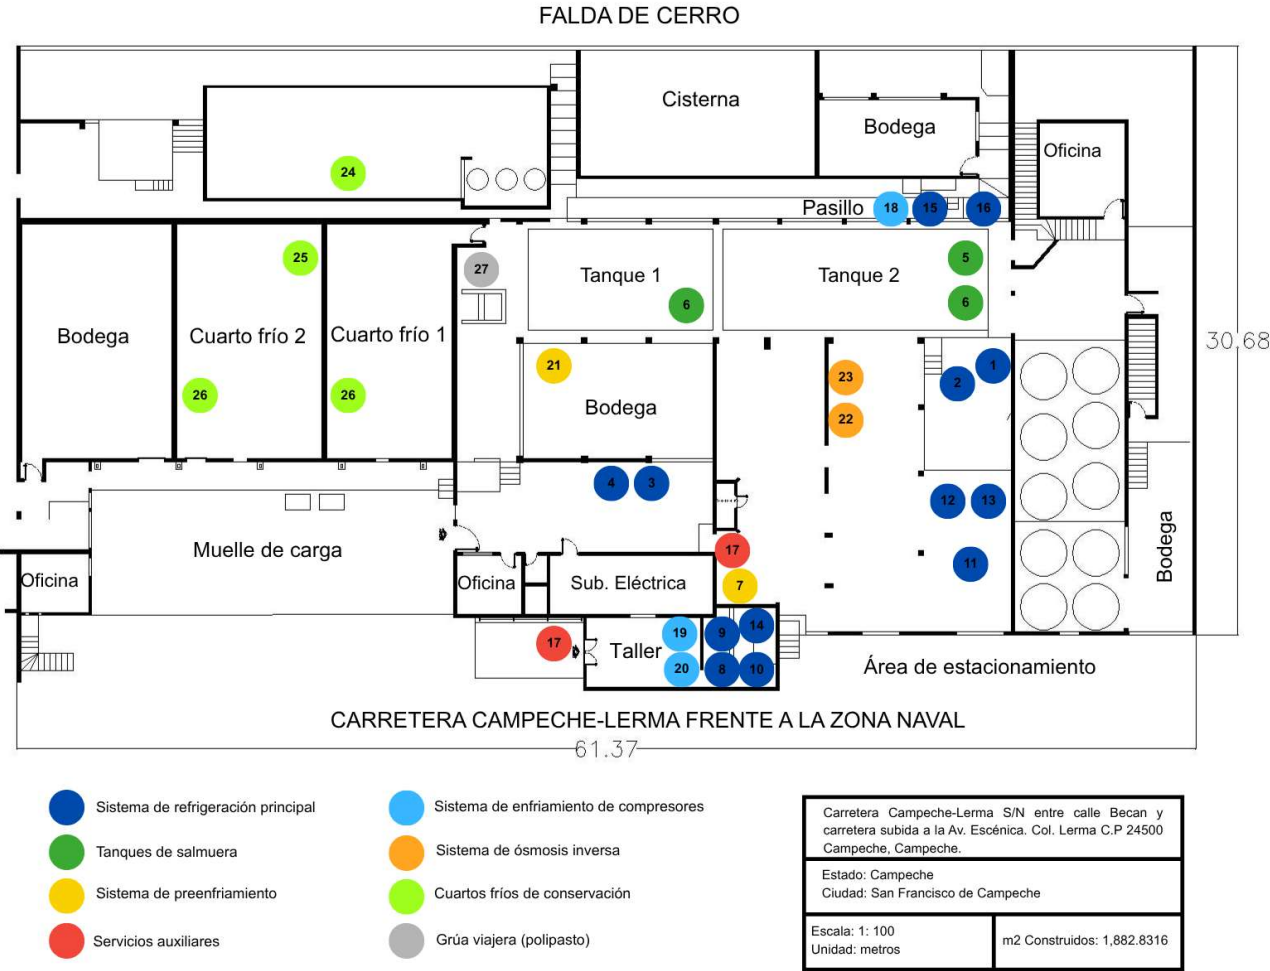 FALDA DE CERRO
Cisterna
Bodega
Oficina
24
Pasillo
18
15
16
25
27
Tanque 1
6
Tanque 2
5
6
30.68
Bodega
Cuarto frío 2
Cuarto frío 1
26
26
21
Bodega
23
22
1
2
4
3
12
13
11
Bodega
Muelle de carga
17
7
Oficina
Oficina
Sub. Eléctrica
17
Taller
19
20
9
14
8
10
Área de estacionamiento
CARRETERA CAMPECHE-LERMA FRENTE A LA ZONA NAVAL
61.37
Sistema de refrigeración principal
Tanques de salmuera
Sistema de preenfriamiento
Servicios auxiliares
Sistema de enfriamiento de compresores
Sistema de ósmosis inversa
Cuartos fríos de conservación
Grúa viajera (polipasto)
Carretera Campeche-Lerma S/N entre calle Becan y
carretera subida a la Av. Escénica. Col. Lerma C.P 24500
Campeche, Campeche.
Estado: Campeche
Ciudad: San Francisco de Campeche
Escala: 1: 100
Unidad: metros
m2 Construidos: 1,882.8316